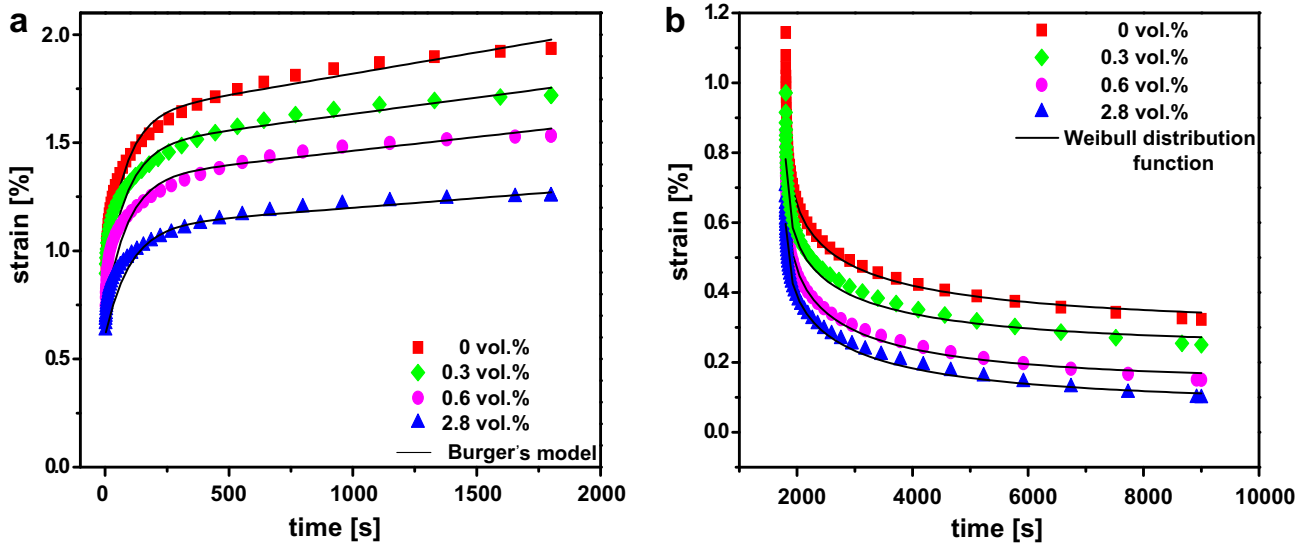 a
strain [%]
2.0
1.5
1.0
0.5
0.0
0 vol.%
0.3 vol.%
0.6 vol.%
2.8 vol.%
Burger's model
0
500
1000
1500
2000
time [s]
b
strain [%]
1.2
1.0
0.8
0.6
0.4
0.2
0.0
0 vol.%
0.3 vol.%
0.6 vol.%
2.8 vol.%
Weibull distribution
function
2000
4000
6000
8000
10000
time [s]